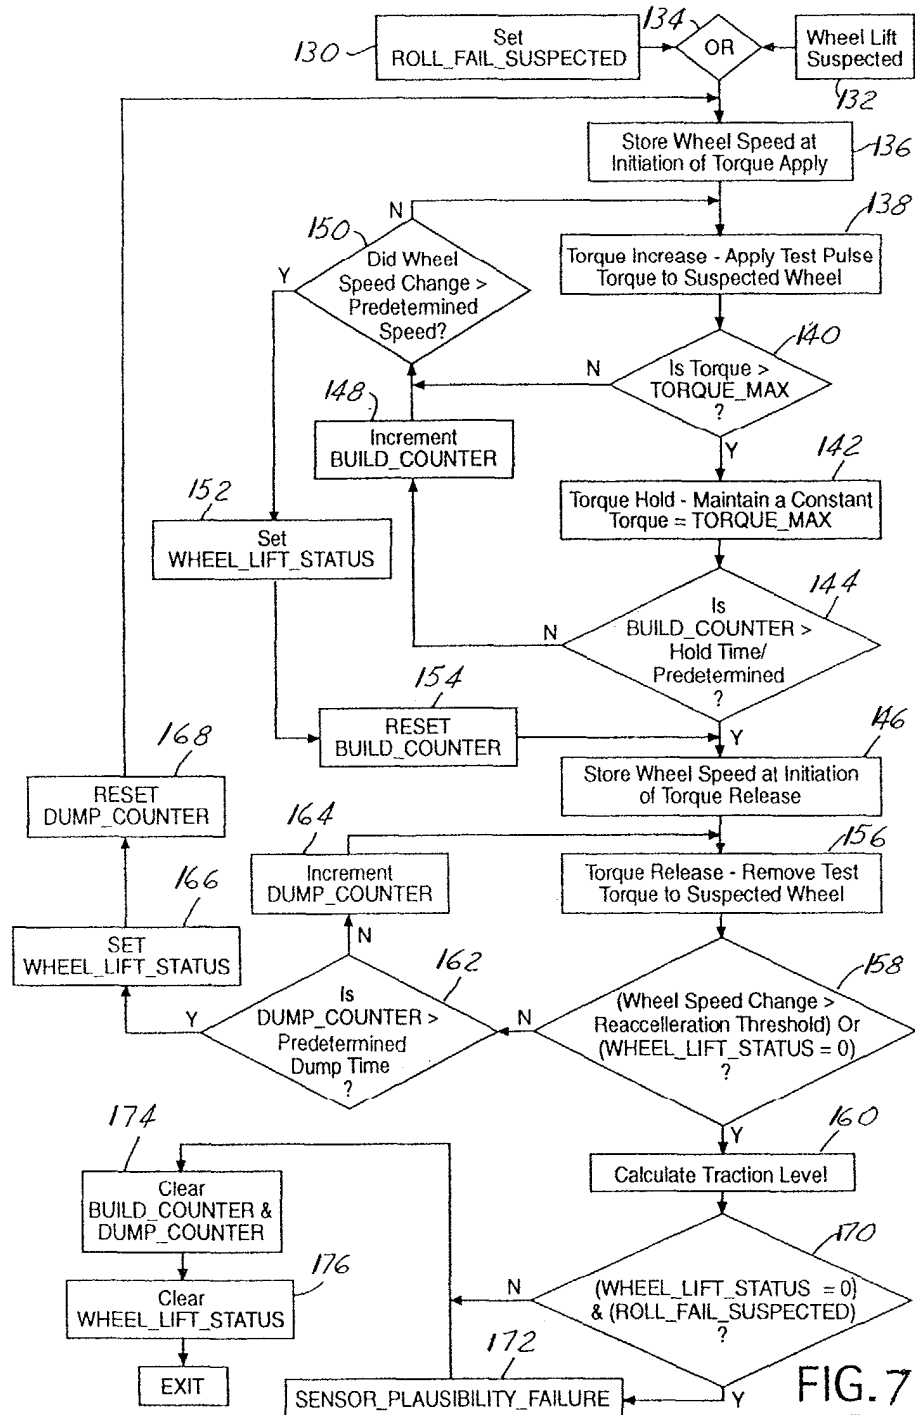 130
Set
ROLL_FAIL_SUSPECTED
134
OR
Wheel Lift
Suspected
132
Store Wheel Speed at
Initiation of Torque Apply
136
N
150
Did Wheel
Speed Change >
Predetermined
Speed?
Y
138
Torque Increase - Apply Test Pulse
Torque to Suspected Wheel
140
Is Torque >
TORQUE_MAX
?
N
Y
148
Increment
BUILD_COUNTER
142
Torque Hold - Maintain a Constant
Torque = TORQUE_MAX
152
Set
WHEEL_LIFT_STATUS
144
Is
BUILD_COUNTER >
Hold Time/
Predetermined
?
N
Y
154
RESET
BUILD_COUNTER
146
Store Wheel Speed at Initiation
of Torque Release
168
RESET
DUMP_COUNTER
164
Increment
DUMP_COUNTER
156
Torque Release - Remove Test
Torque to Suspected Wheel
166
SET
WHEEL_LIFT_STATUS
N
162
Is
DUMP_COUNTER >
Predetermined
Dump Time
?
Y
158
(Wheel Speed Change >
Reaccelleration Threshold) Or
(WHEEL_LIFT_STATUS = 0)
?
N
Y
160
Calculate Traction Level
174
Clear
BUILD_COUNTER &
DUMP_COUNTER
170
(WHEEL_LIFT_STATUS = 0)
& (ROLL_FAIL_SUSPECTED)
?
N
Y
176
Clear
WHEEL_LIFT_STATUS
172
SENSOR_PLAUSIBILITY_FAILURE
EXIT
FIG. 7